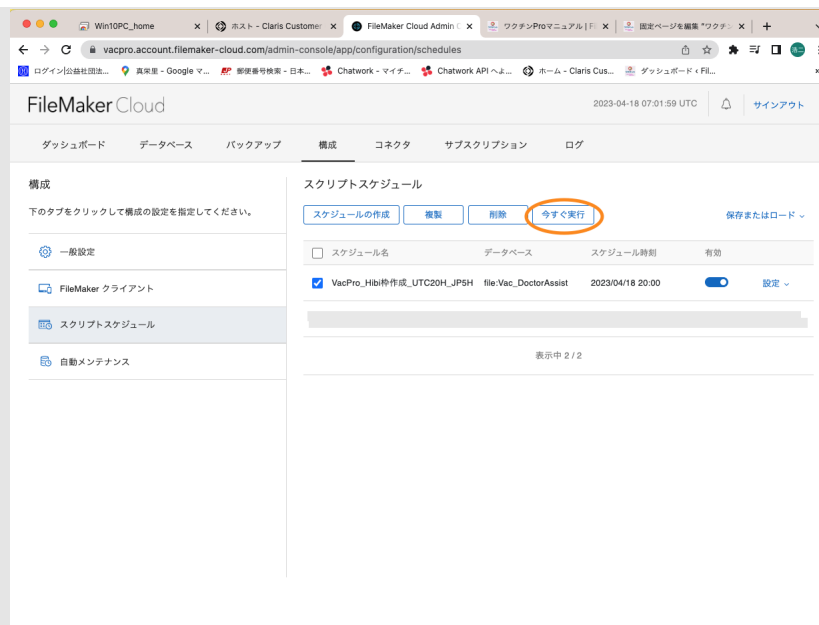 Win10PC_home
ホスト - Claris Customer
FileMaker Cloud Admin C
ワクチンProマニュアル | Fi
固定ページを編集 "ワクチン
vacpro.account.filemaker-cloud.com/admin-console/app/configuration/schedules
浩二
ログイン|公益社団法...
真栄里 - Google マ...
郵便番号検索 - 日本...
Chatwork - マイチ...
Chatwork API へよ...
ホーム - Claris Cus...
ダッシュボード ‹ Fil...
FileMaker Cloud
2023-04-18 07:01:59 UTC
サインアウト
ダッシュボード
データベース
バックアップ
構成
コネクタ
サブスクリプション
ログ
構成
下のタブをクリックして構成の設定を指定してください。
一般設定
FileMaker クライアント
スクリプトスケジュール
自動メンテナンス
スクリプトスケジュール
スケジュールの作成
複製
削除
今すぐ実行
保存またはロード
スケジュール名
データベース
スケジュール時刻
有効
VacPro_Hibi枠作成_UTC20H_JP5H
file:Vac_DoctorAssist
2023/04/18 20:00
設定
表示中 2 / 2